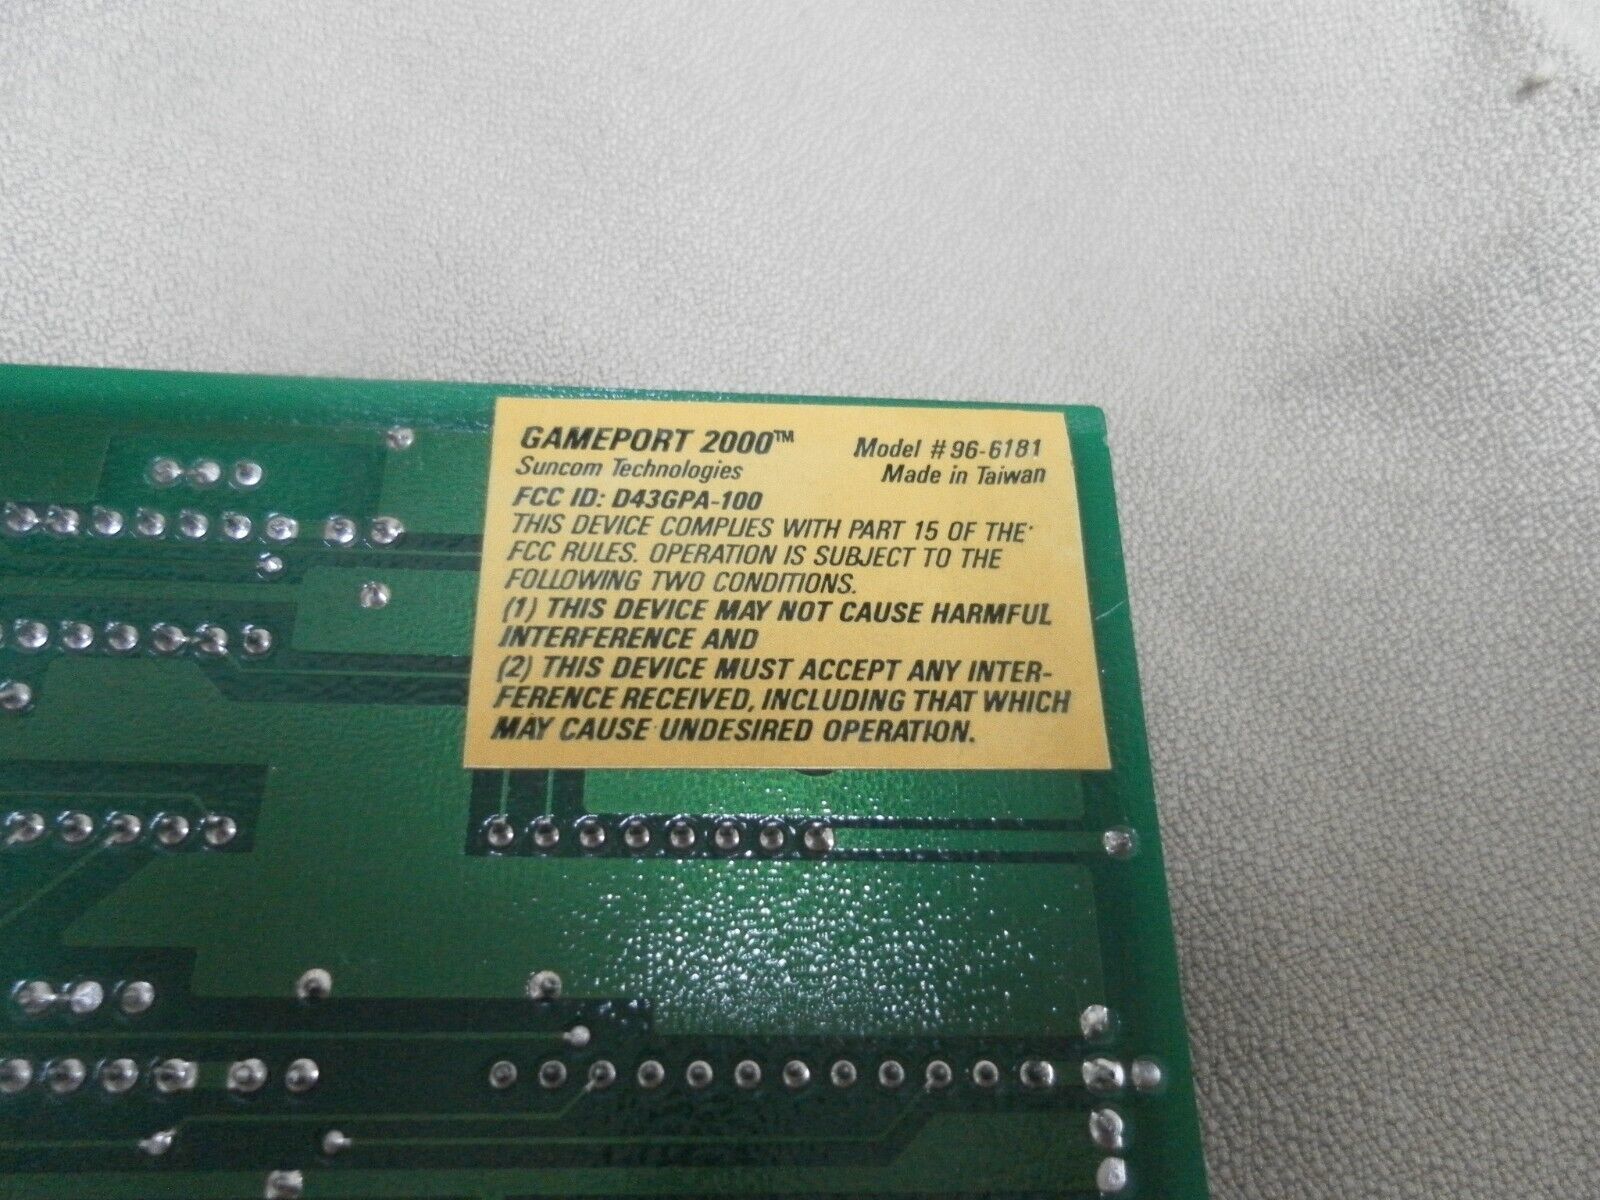 GAMEPORT 2000™ Model # 96-6181
Suncom Technologies Made in Taiwan
FCC ID: D43GPA-100
THIS DEVICE COMPLIES WITH PART 15 OF THE
FCC RULES. OPERATION IS SUBJECT TO THE
FOLLOWING TWO CONDITIONS.
(1) THIS DEVICE MAY NOT CAUSE HARMFUL
INTERFERENCE AND
(2) THIS DEVICE MUST ACCEPT ANY INTER-
FERENCE RECEIVED, INCLUDING THAT WHICH
MAY CAUSE UNDESIRED OPERATION.